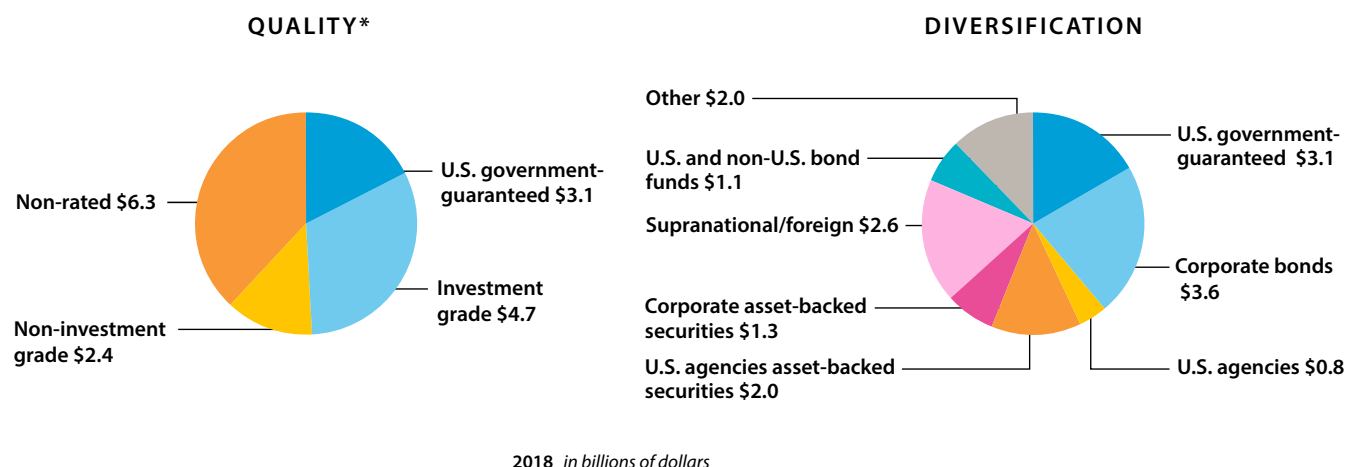 QUALITY*
Non-rated $6.3
U.S. government-
guaranteed $3.1
Investment
grade $4.7
Non-investment
grade $2.4
DIVERSIFICATION
Other $2.0
U.S. and non-U.S. bond
funds $1.1
Supranational/foreign $2.6
Corporate asset-backed
securities $1.3
U.S. agencies asset-backed
securities $2.0
U.S. government-
guaranteed $3.1
Corporate bonds
$3.6
U.S. agencies $0.8
2018 in billions of dollars